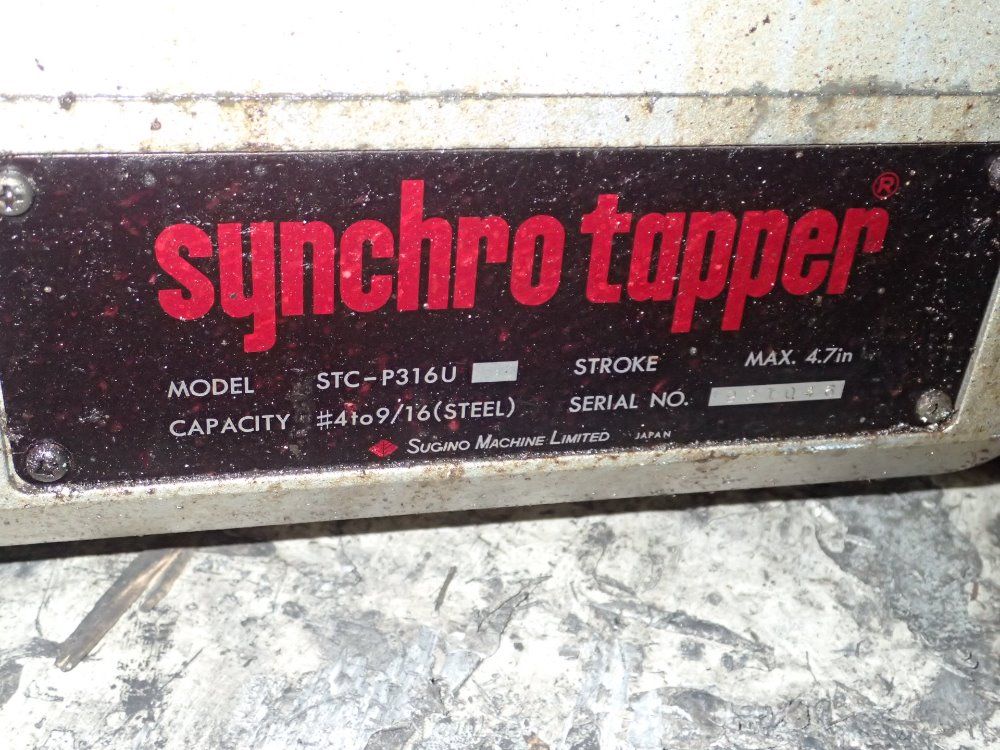 synchro tapper®
MODEL STC-P316U STROKE MAX. 4.7in
CAPACITY #4to9/16(STEEL) SERIAL NO.
SUGINO MACHINE LIMITED JAPAN